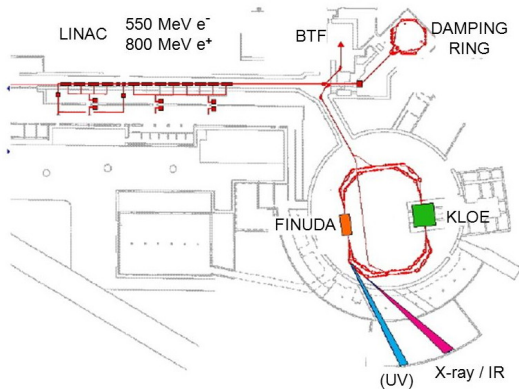 LINAC
550 MeV e⁻
800 MeV e⁺
BTF
DAMPING
RING
FINUDA
KLOE
(UV)
X-ray / IR